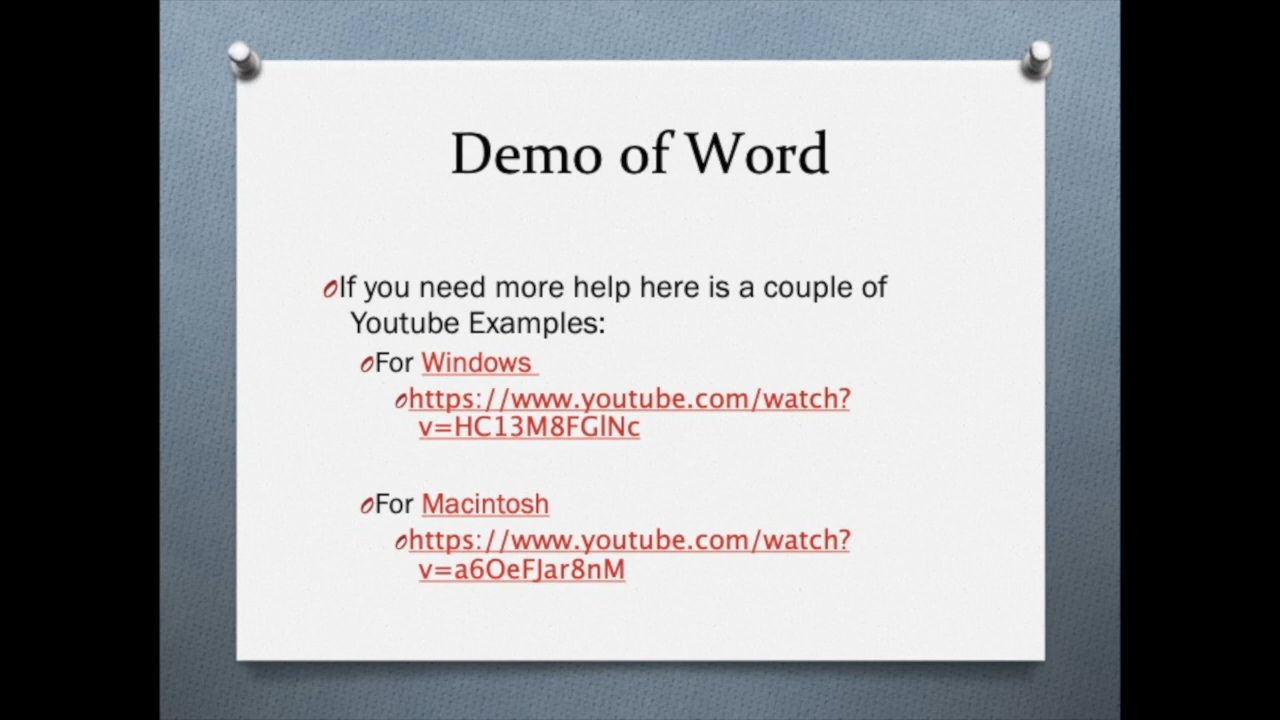 Demo of Word
If you need more help here is a couple of
Youtube Examples:
For Windows
https://www.youtube.com/watch?
v=HC13M8FGlNc
For Macintosh
https://www.youtube.com/watch?
v=a6OeFJar8nM